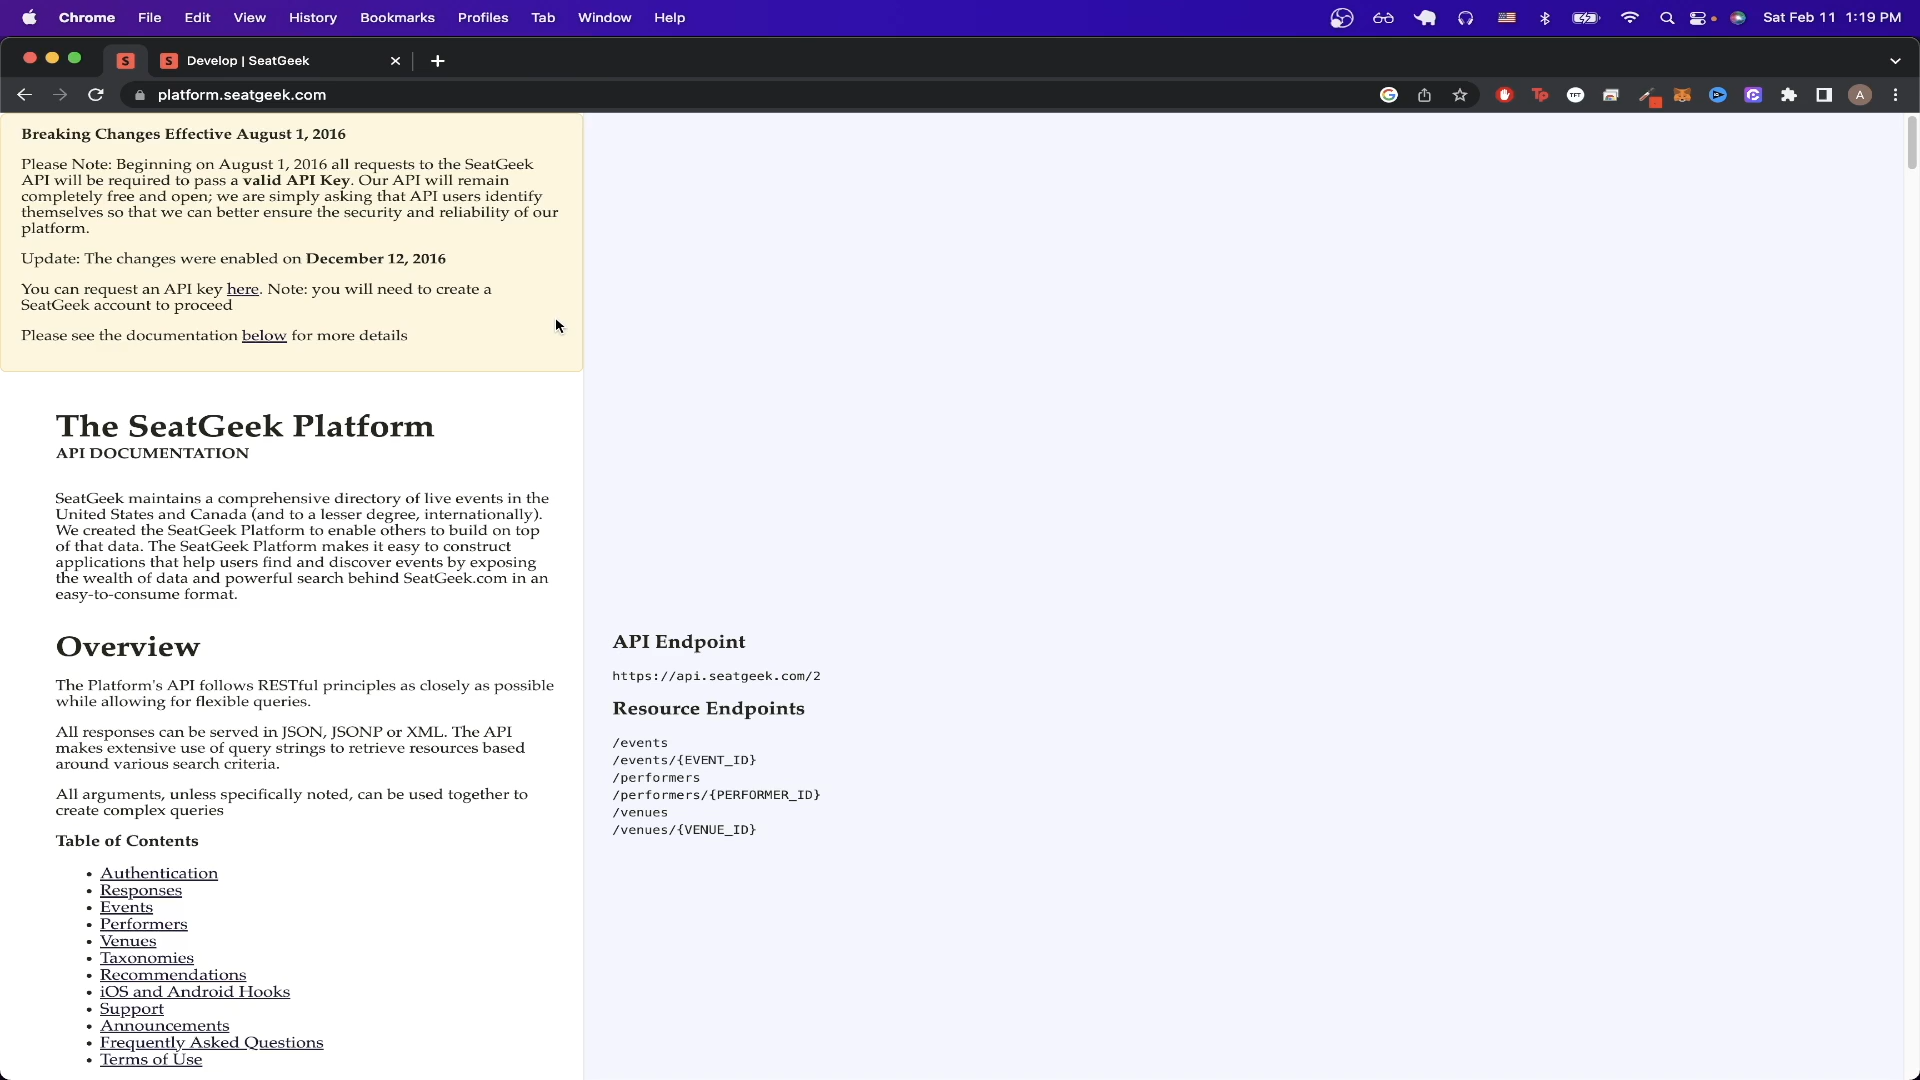 Chrome File Edit View History Bookmarks Profiles Tab Window Help
Sat Feb 11 1:19 PM
S
S Develop | SeatGeek
platform.seatgeek.com
G
Tp
TFT
A
Breaking Changes Effective August 1, 2016
Please Note: Beginning on August 1, 2016 all requests to the SeatGeek
API will be required to pass a valid API Key. Our API will remain
completely free and open; we are simply asking that API users identify
themselves so that we can better ensure the security and reliability of our
platform.
Update: The changes were enabled on December 12, 2016
You can request an API key here. Note: you will need to create a
SeatGeek account to proceed
Please see the documentation below for more details
The SeatGeek Platform
API DOCUMENTATION
SeatGeek maintains a comprehensive directory of live events in the
United States and Canada (and to a lesser degree, internationally).
We created the SeatGeek Platform to enable others to build on top
of that data. The SeatGeek Platform makes it easy to construct
applications that help users find and discover events by exposing
the wealth of data and powerful search behind SeatGeek.com in an
easy-to-consume format.
Overview
The Platform's API follows RESTful principles as closely as possible
while allowing for flexible queries.
All responses can be served in JSON, JSONP or XML. The API
makes extensive use of query strings to retrieve resources based
around various search criteria.
All arguments, unless specifically noted, can be used together to
create complex queries
Table of Contents
• Authentication
• Responses
• Events
• Performers
• Venues
• Taxonomies
• Recommendations
• iOS and Android Hooks
• Support
• Announcements
• Frequently Asked Questions
• Terms of Use
API Endpoint
https://api.seatgeek.com/2
Resource Endpoints
/events
/events/{EVENT_ID}
/performers
/performers/{PERFORMER_ID}
/venues
/venues/{VENUE_ID}